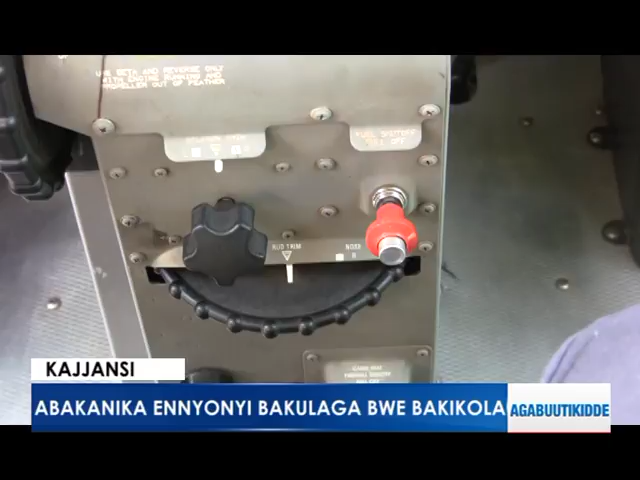 USE BETA AND REVERSE ONLY
WITH ENGINE RUNNING AND
PROPELLER OUT OF FEATHER
FUEL SHUTOFF
PULL OFF
RUD TRIM
NOSE
R
KAJJANSI
ABAKANIKA ENNYONYI BAKULAGA BWE BAKIKOLA
AGABUUTIKIDDE